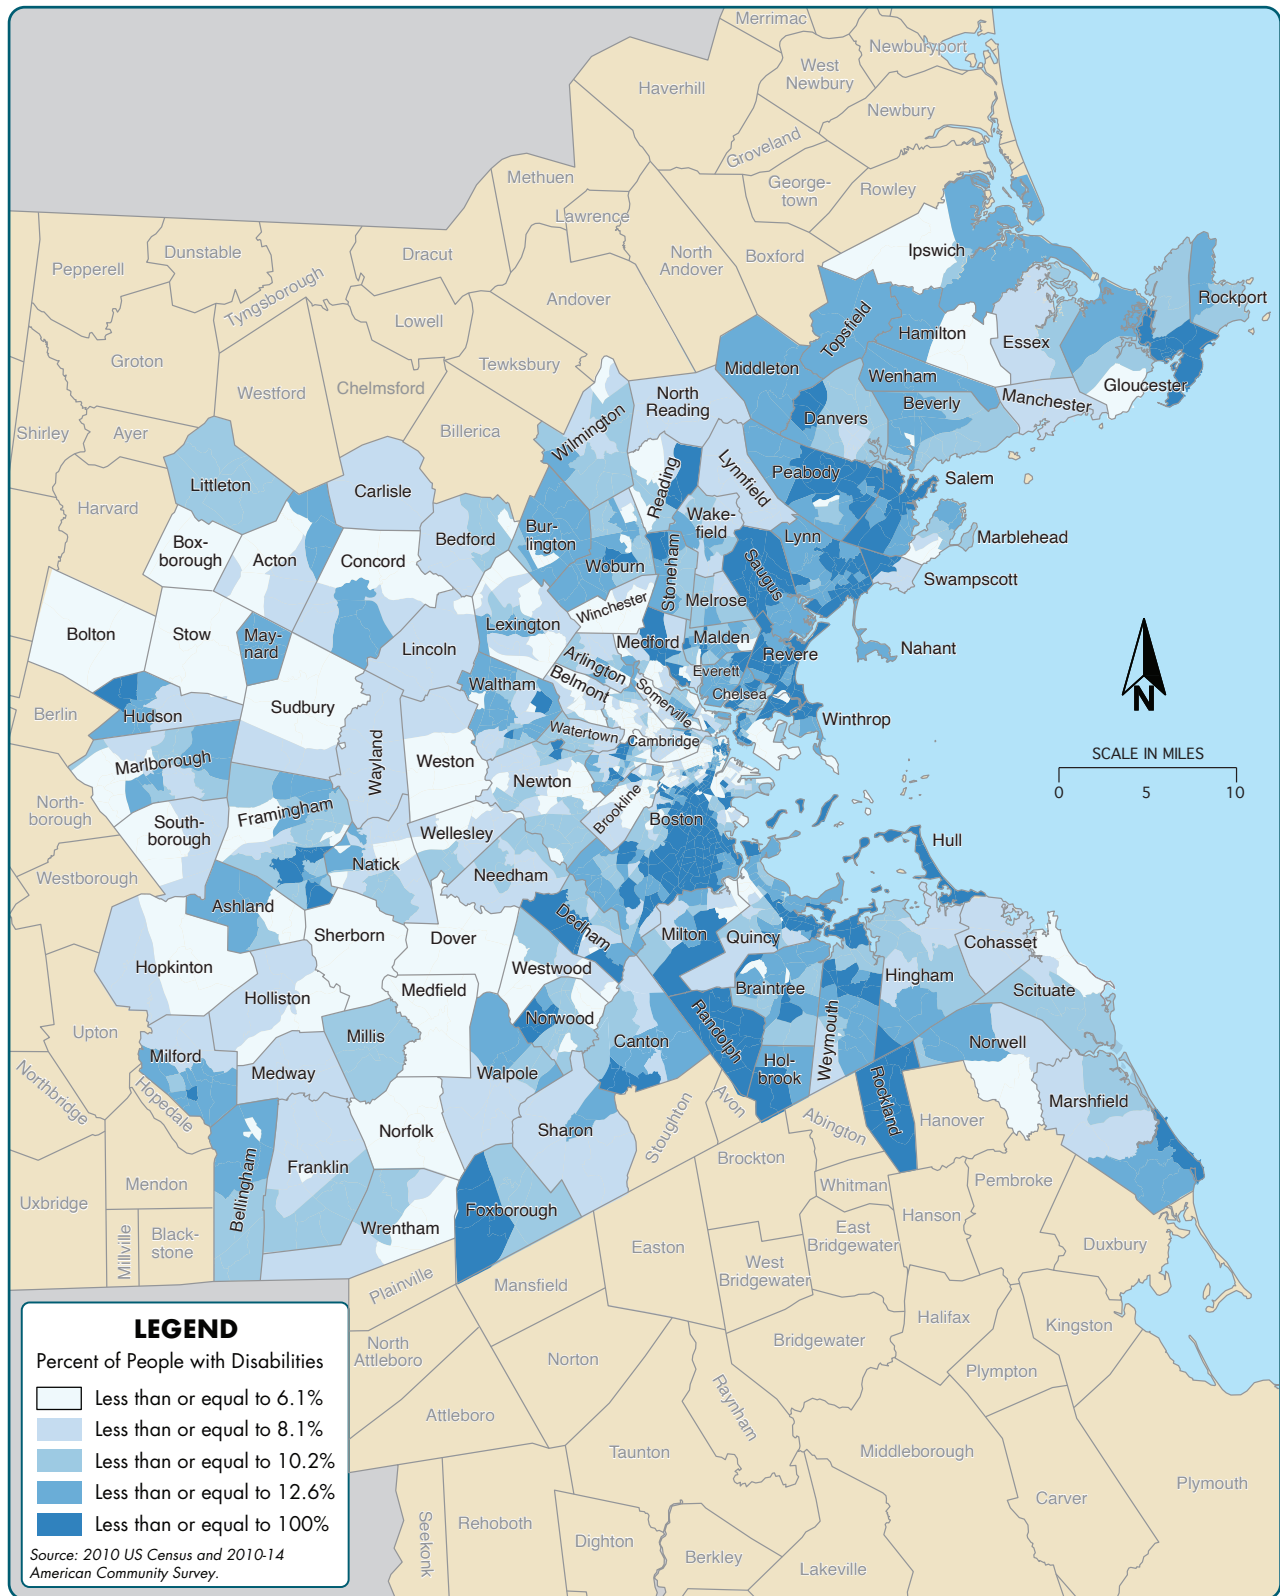 Merrimac
Newburyport
West
Newbury
Haverhill
Newbury
Groveland
Methuen
George-
town
Rowley
Lawrence
Dunstable
Dracut
North
Andover
Boxford
Ipswich
Pepperell
Tyngsborough
Andover
Rockport
Lowell
Topsfield
Hamilton
Essex
Groton
Tewksbury
Middleton
Wenham
Gloucester
Westford
Chelmsford
North
Reading
Beverly
Manchester
Wilmington
Danvers
Shirley
Ayer
Billerica
Littleton
Carlisle
Reading
Lynnfield
Peabody
Salem
Harvard
Wake-
field
Bur-
lington
Bedford
Lynn
Marblehead
Box-
borough
Acton
Concord
Woburn
Stoneham
Saugus
Swampscott
Winchester
Melrose
Bolton
Stow
May-
nard
Lexington
Lincoln
Medford
Malden
Nahant
Revere
Arlington
Everett
Belmont
Waltham
Somerville
Chelsea
N
Berlin
Hudson
Sudbury
Winthrop
Watertown
Cambridge
Marlborough
Wayland
Weston
SCALE IN MILES
0 5 10
Newton
North-
borough
Framingham
Brookline
Boston
South-
borough
Wellesley
Hull
Natick
Westborough
Needham
Ashland
Dedham
Sherborn
Dover
Milton
Quincy
Cohasset
Hopkinton
Westwood
Hingham
Medfield
Braintree
Scituate
Holliston
Norwood
Upton
Millis
Randolph
Weymouth
Canton
Norwell
Milford
Hol-
brook
Medway
Walpole
Northbridge
Hopedale
Rockland
Marshfield
Avon
Stoughton
Abington
Hanover
Norfolk
Sharon
Franklin
Brockton
Bellingham
Mendon
Whitman
Pembroke
Uxbridge
Wrentham
Foxborough
Hanson
Millville
Black-
stone
East
Bridgewater
Easton
Duxbury
West
Bridgewater
Plainville
Mansfield
Halifax
Kingston
North
Attleboro
Bridgewater
Norton
Plympton
Raynham
Attleboro
Taunton
Middleborough
Plymouth
Carver
Seekonk
Rehoboth
Dighton
Berkley
Lakeville
LEGEND
Percent of People with Disabilities
Less than or equal to 6.1%
Less than or equal to 8.1%
Less than or equal to 10.2%
Less than or equal to 12.6%
Less than or equal to 100%
Source: 2010 US Census and 2010-14
American Community Survey.